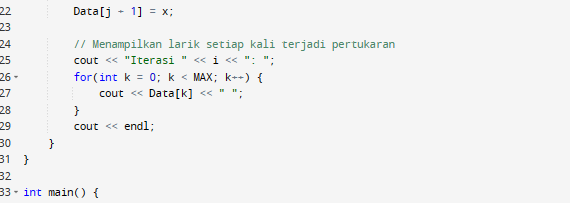 22 Data[j + 1] = x;
23
24 // Menampilkan larik setiap kali terjadi pertukaran
25 cout << "Iterasi " << i << ": ";
26 for(int k = 0; k < MAX; k++) {
27 cout << Data[k] << " ";
28 }
29 cout << endl;
30 }
31 }
32
33 int main() {